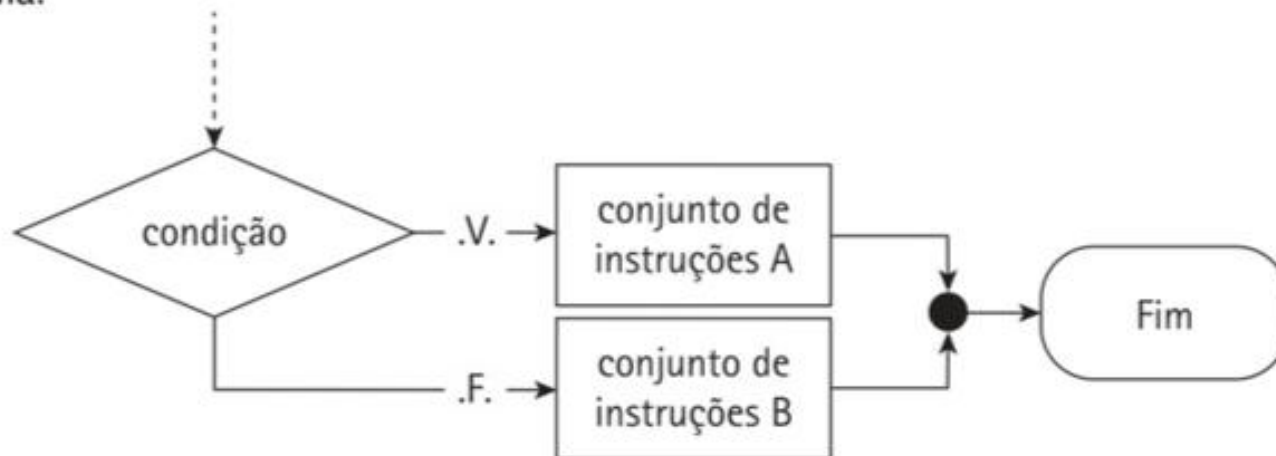 condição
.V.
conjunto de
instruções A
.F.
conjunto de
instruções B
Fim